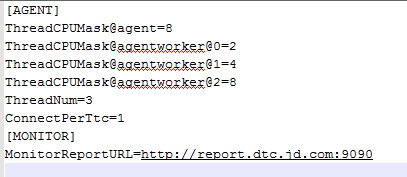 [AGENT]
ThreadCPUMask@agent=8
ThreadCPUMask@agentworker@0=2
ThreadCPUMask@agentworker@1=4
ThreadCPUMask@agentworker@2=8
ThreadNum=3
ConnectPerTtc=1
[MONITOR]
MonitorReportURL=http://report.dtc.jd.com:9090